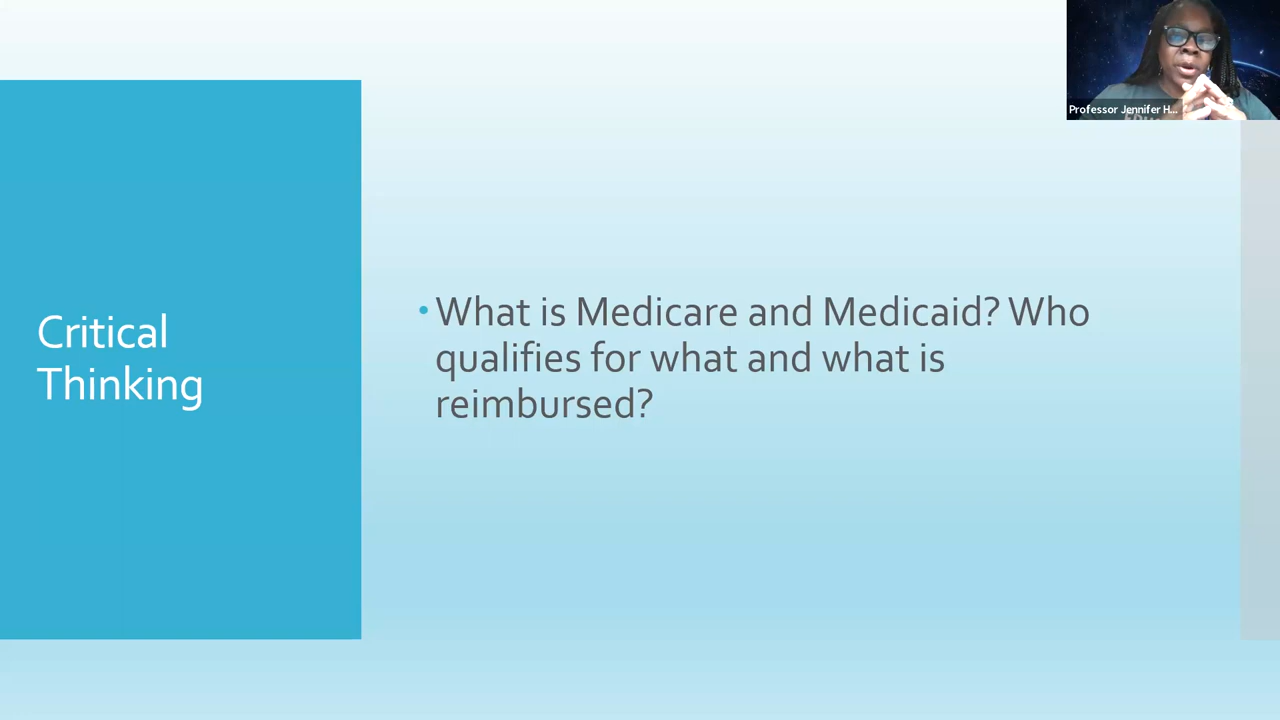 Professor Jennifer H...
Critical
Thinking
• What is Medicare and Medicaid? Who
qualifies for what and what is
reimbursed?